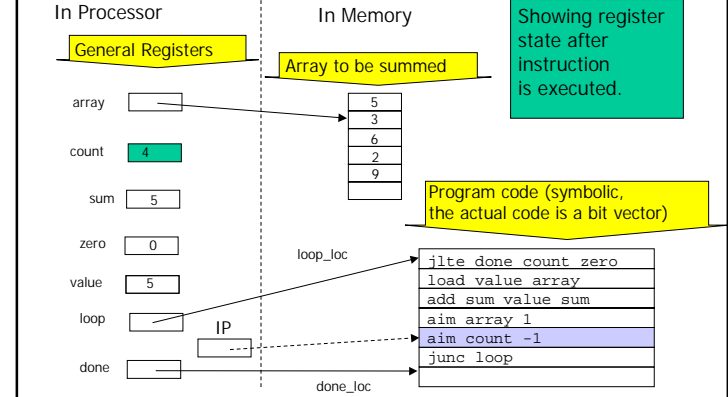 In Processor
In Memory
Showing register
state after
instruction
is executed.
General Registers
Array to be summed
array
5
3
6
2
9
count
4
sum
5
Program code (symbolic,
the actual code is a bit vector)
zero
0
loop_loc
value
5
jlte done count zero
load value array
add sum value sum
aim array 1
aim count -1
junc loop
loop
IP
done
done_loc